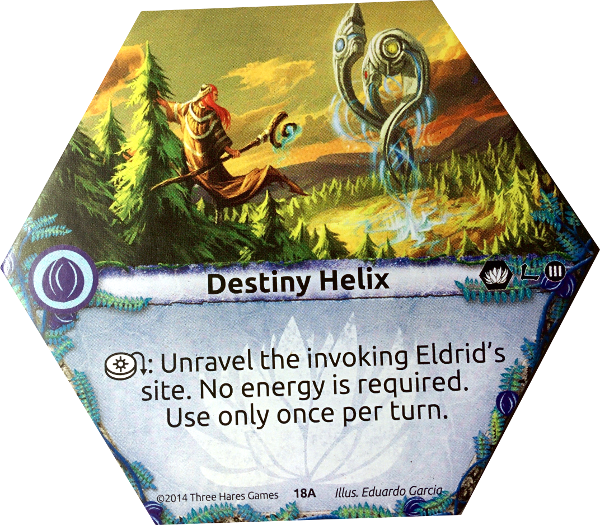 Destiny Helix
III
: Unravel the invoking Eldrid's
site. No energy is required.
Use only once per turn.
©2014 Three Hares Games 18A Illus. Eduardo Garcia